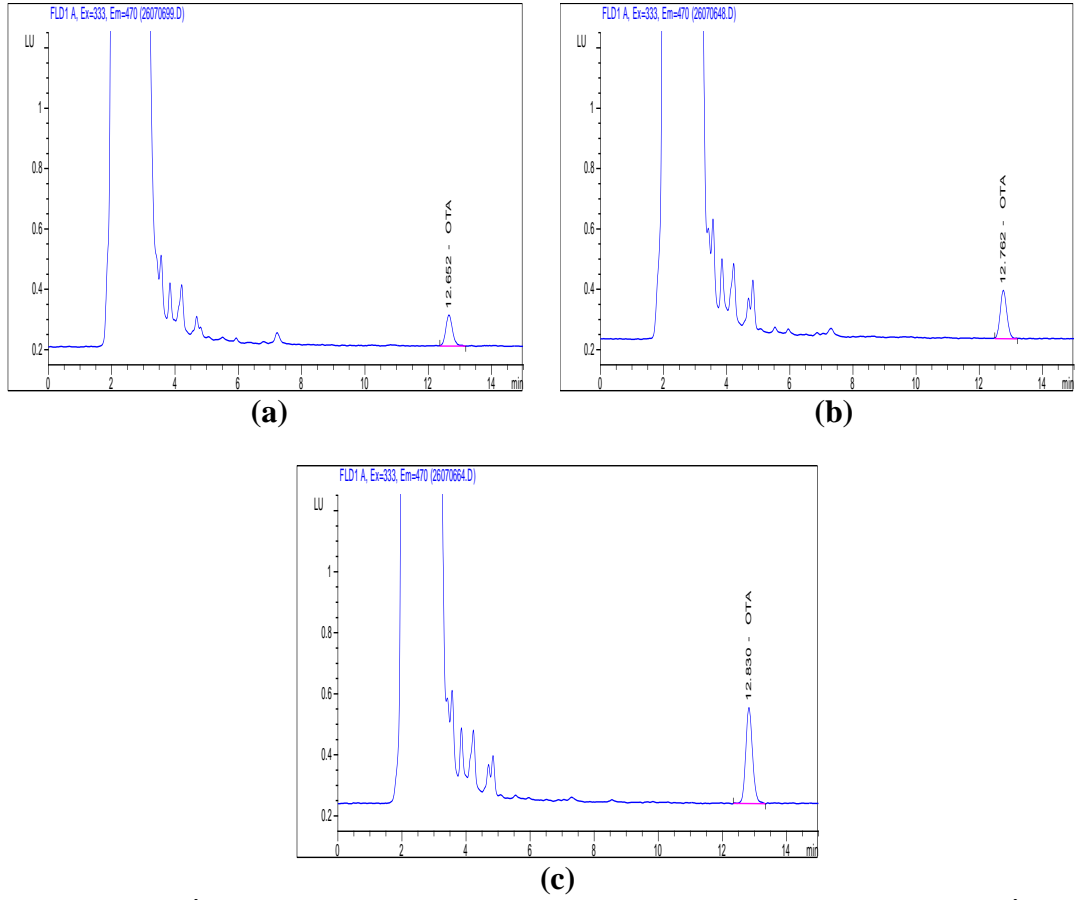 FLD1 A, Ex=333, Em=470 (26070699.D)
LU
1
0.8
0.6
0.4
0.2
12.652 - OTA
0 2 4 6 8 10 12 14 min
(a)
FLD1 A, Ex=333, Em=470 (26070648.D)
LU
1
0.8
0.6
0.4
0.2
12.762 - OTA
0 2 4 6 8 10 12 14 min
(b)
FLD1 A, Ex=333, Em=470 (26070664.D)
LU
1
0.8
0.6
0.4
0.2
12.830 - OTA
0 2 4 6 8 10 12 14 min
(c)